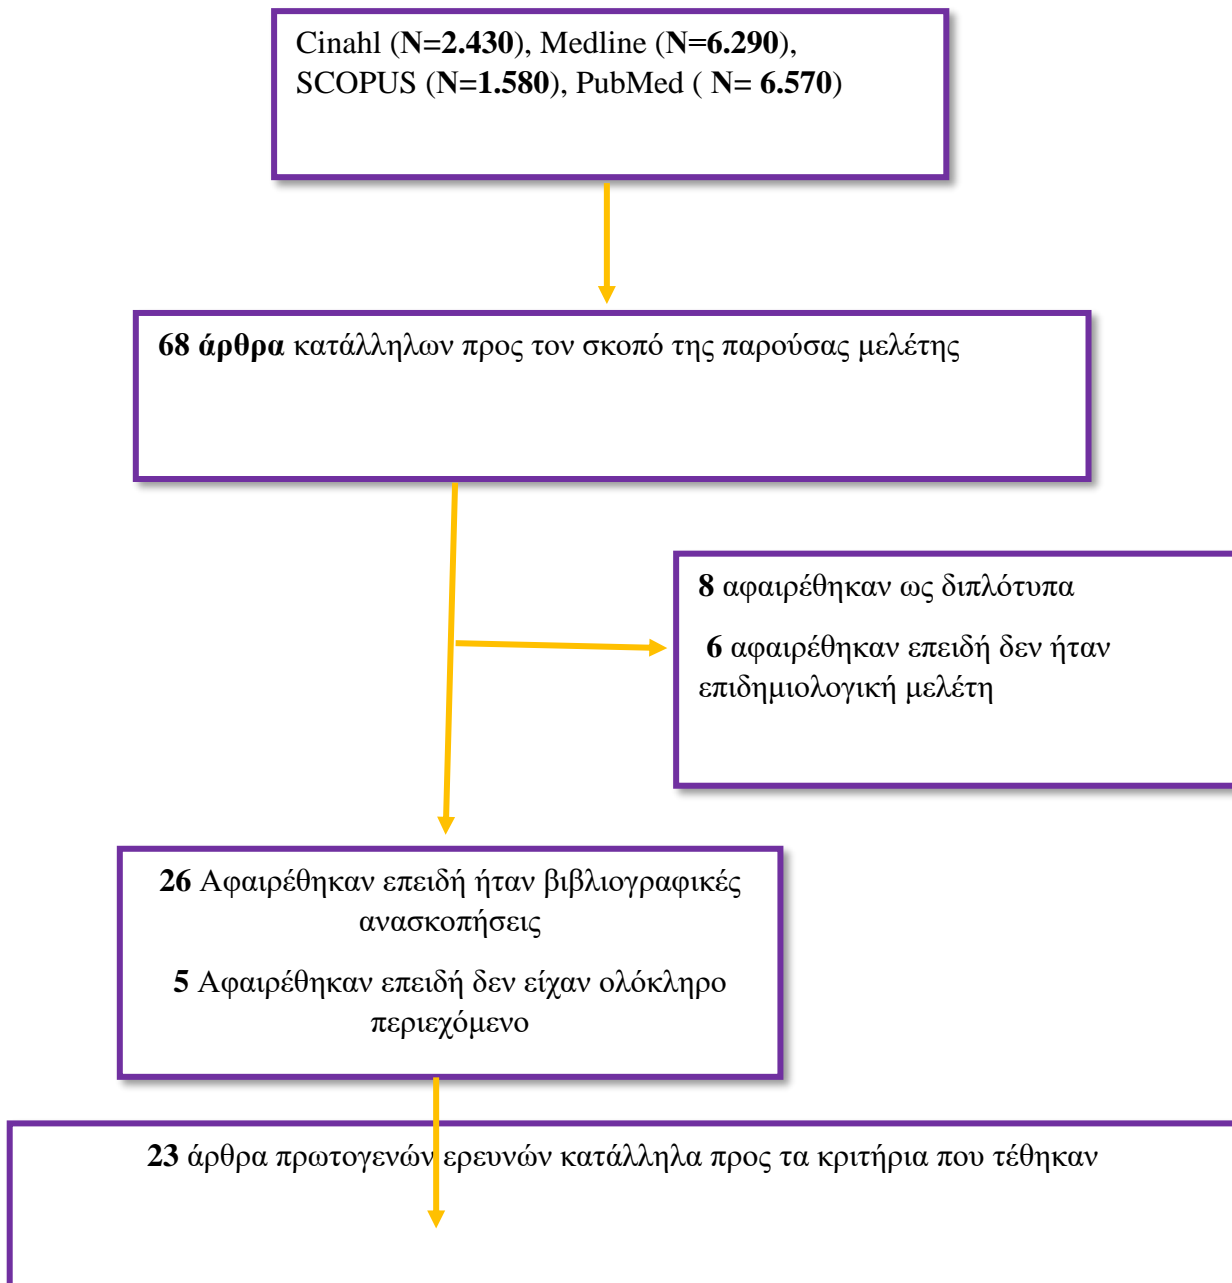 Cinahl (N=2.430), Medline (N=6.290),
SCOPUS (N=1.580), PubMed ( N= 6.570)
68 άρθρα κατάλληλων προς τον σκοπό της παρούσας μελέτης
8 αφαιρέθηκαν ως διπλότυπα
6 αφαιρέθηκαν επειδή δεν ήταν
επιδημιολογική μελέτη
26 Αφαιρέθηκαν επειδή ήταν βιβλιογραφικές
ανασκοπήσεις
5 Αφαιρέθηκαν επειδή δεν είχαν ολόκληρο
περιεχόμενο
23 άρθρα πρωτογενών ερευνών κατάλληλα προς τα κριτήρια που τέθηκαν